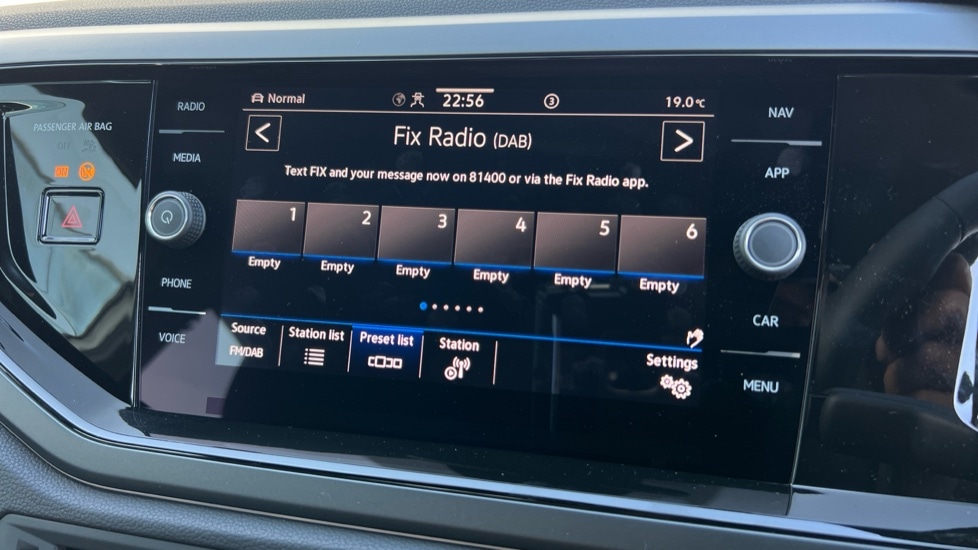 PASSENGER AIR BAG
OFF
RADIO
MEDIA
PHONE
VOICE
Normal
22:56
3
19.0°C
Fix Radio (DAB)
Text FIX and your message now on 81400 or via the Fix Radio app.
1 2 3 4 5 6
Empty Empty Empty Empty Empty Empty
Source Station list Preset list Station Settings
FM/DAB
NAV
APP
CAR
MENU